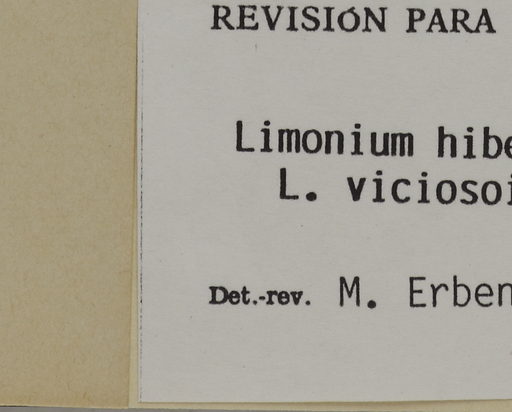 REVISIÓN PARA
Limonium hibe
L. viciosoi
Det.-rev. M. Erben